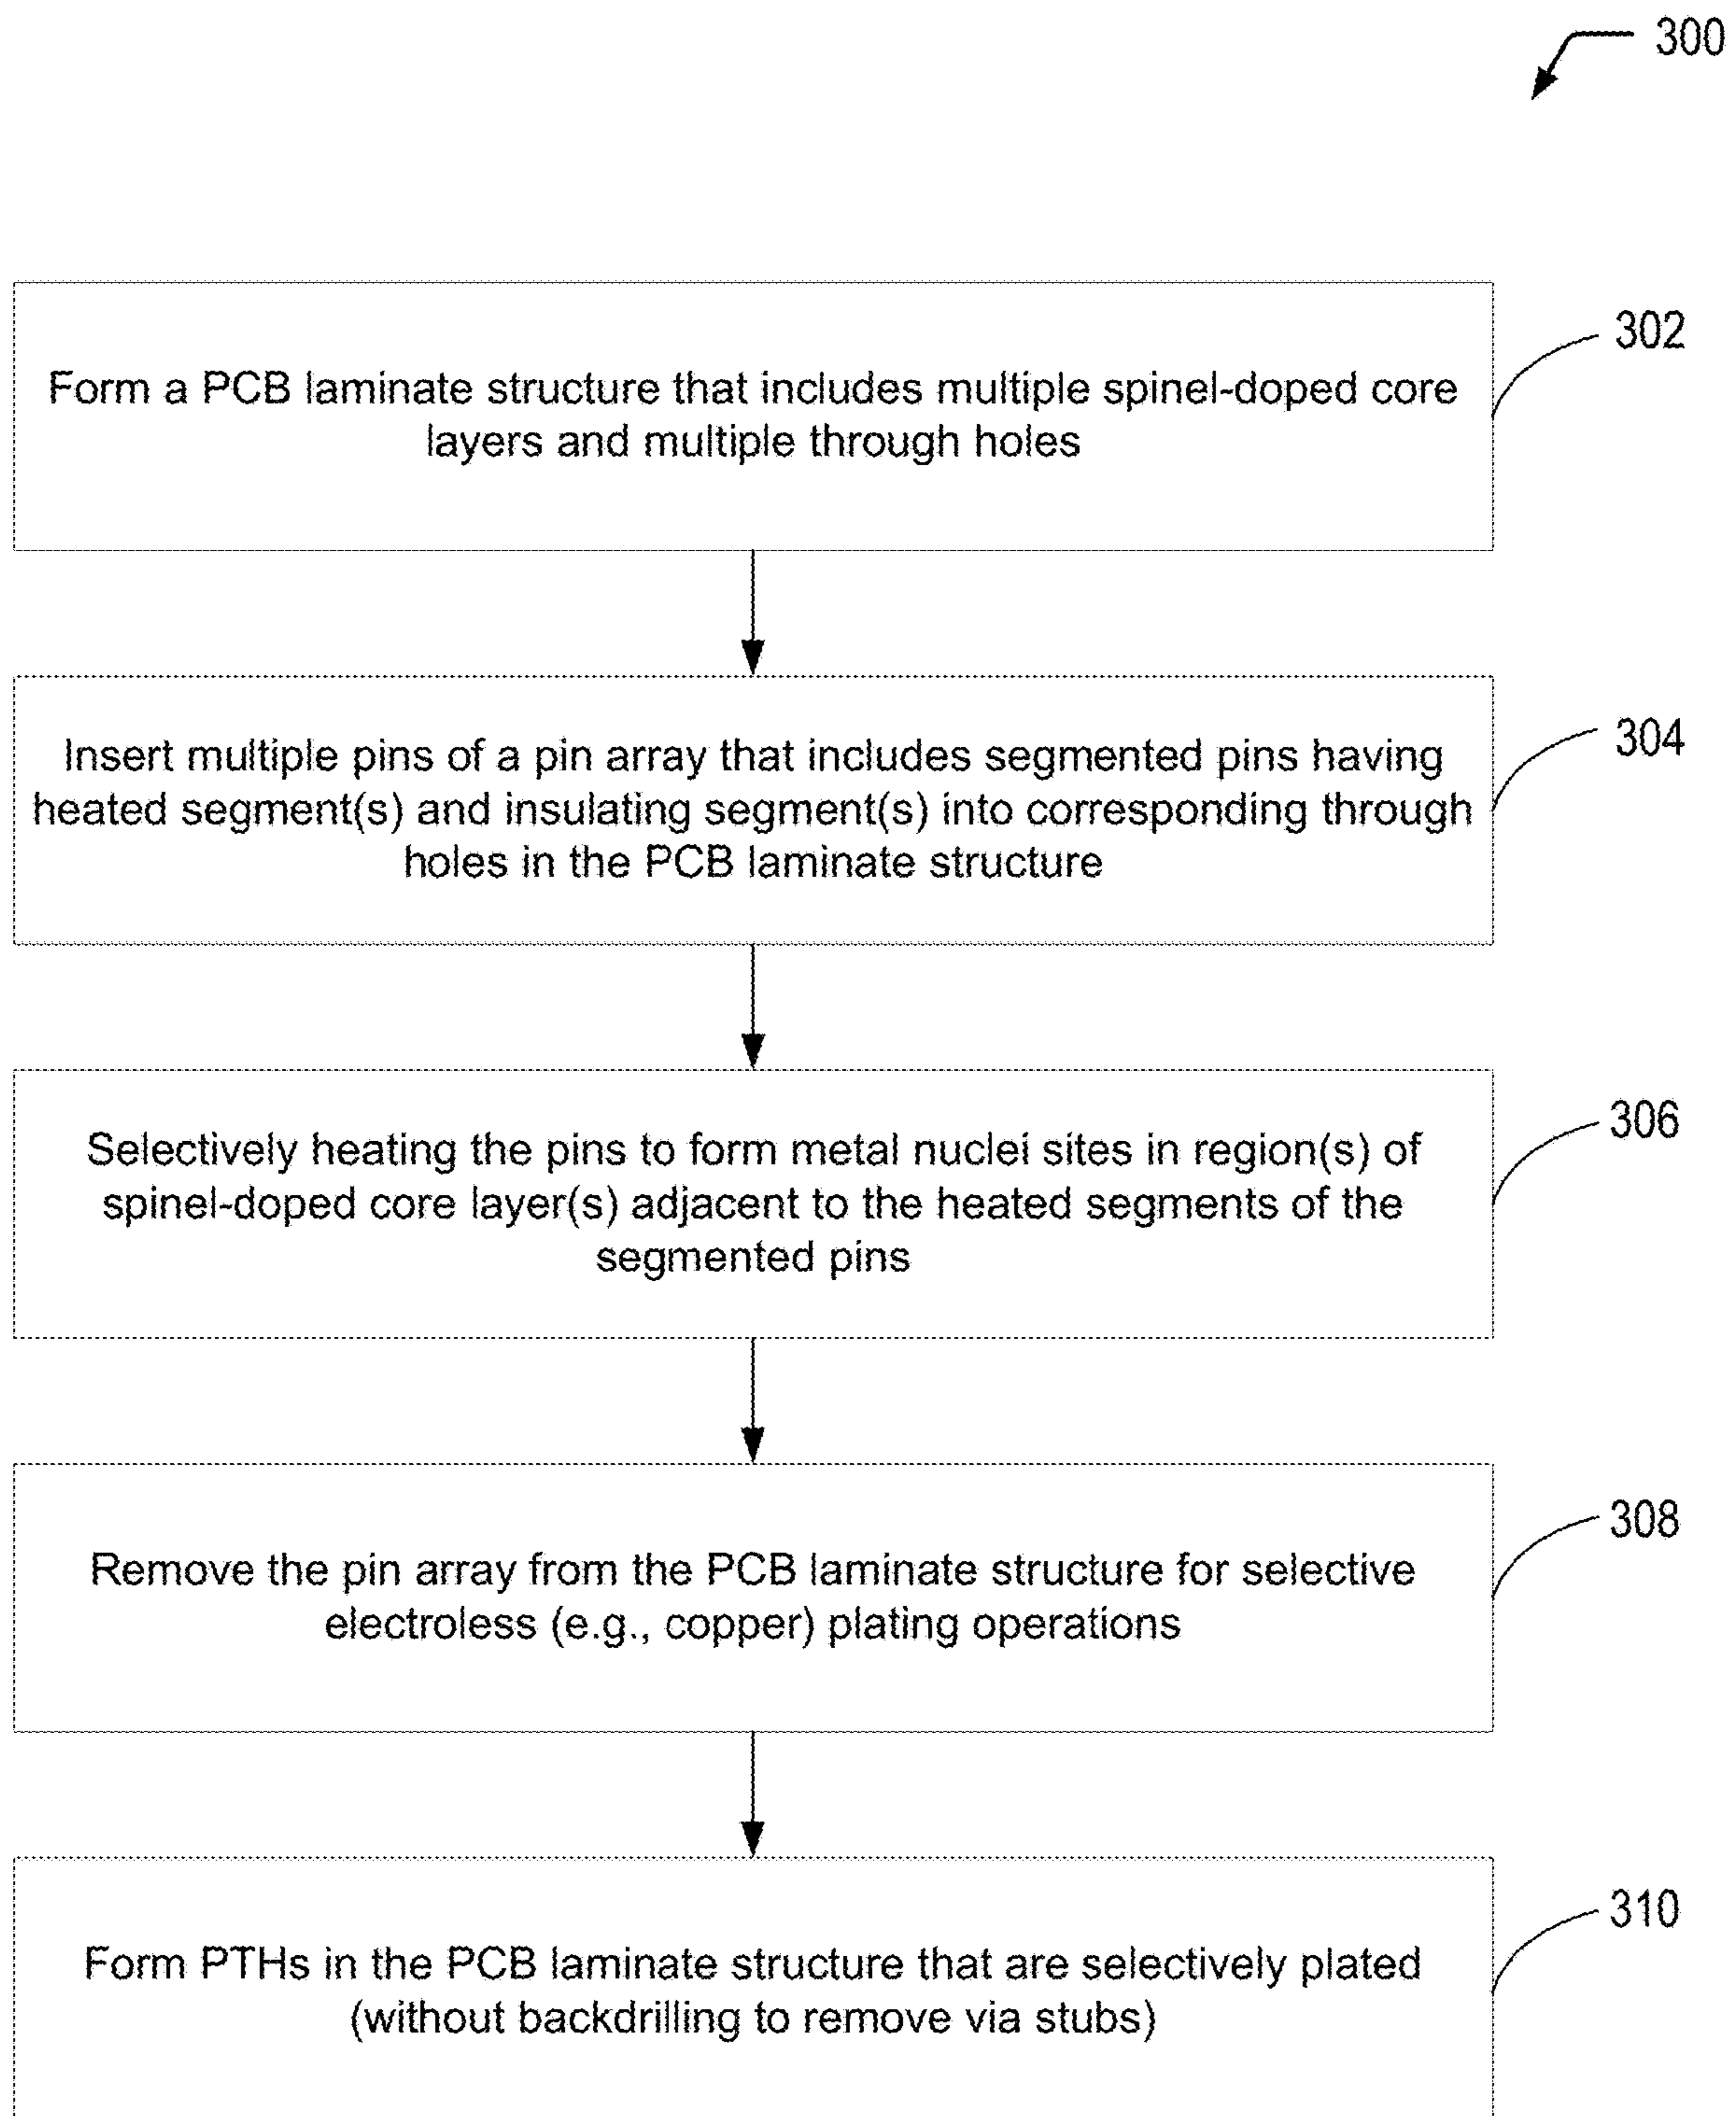 300
302
Form a PCB laminate structure that includes multiple spinel-doped core
layers and multiple through holes
304
Insert multiple pins of a pin array that includes segmented pins having
heated segment(s) and insulating segment(s) into corresponding through
holes in the PCB laminate structure
306
Selectively heating the pins to form metal nuclei sites in region(s) of
spinel-doped core layer(s) adjacent to the heated segments of the
segmented pins
308
Remove the pin array from the PCB laminate structure for selective
electroless (e.g., copper) plating operations
310
Form PTHs in the PCB laminate structure that are selectively plated
(without backdrilling to remove via stubs)